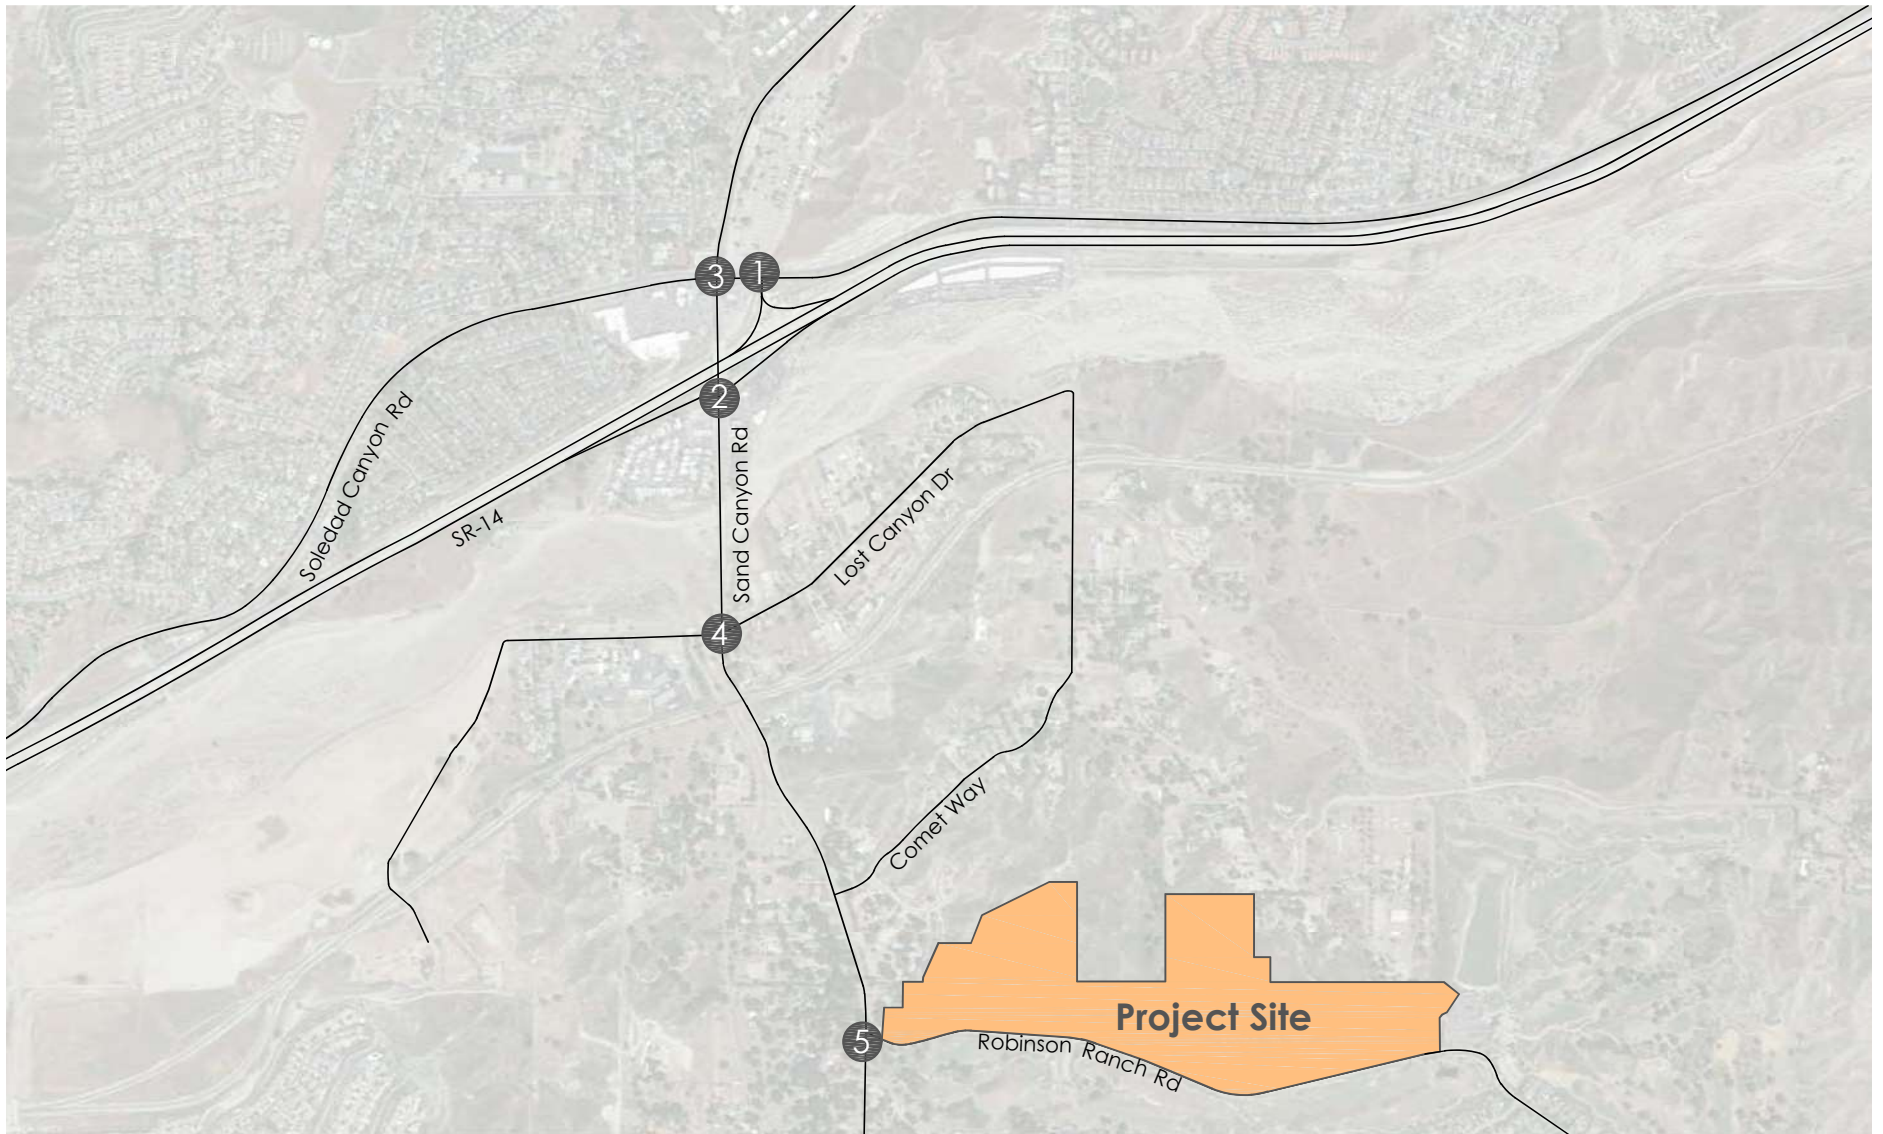 3
1
2
Soledad Canyon Rd
SR-14
Sand Canyon Rd
Lost Canyon Dr
4
Comet Way
Project Site
5
Robinson Ranch Rd